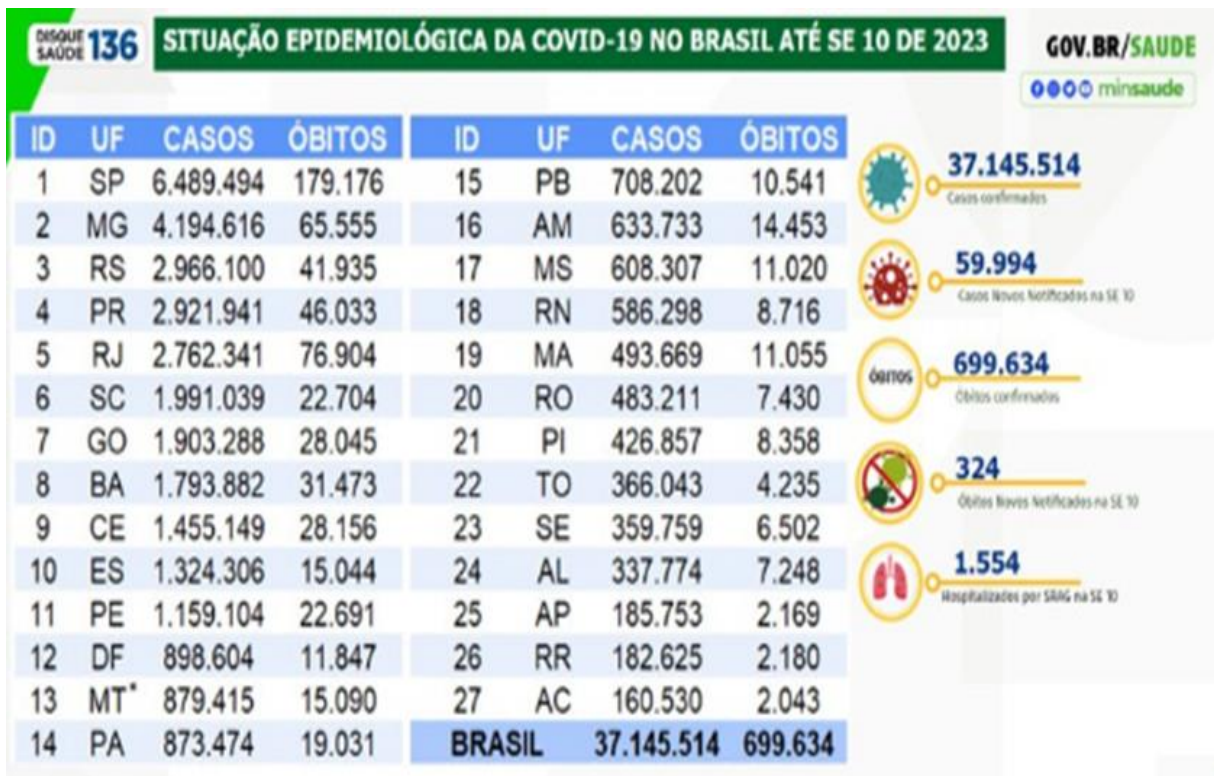 DISQUE SAÚDE 136
SITUAÇÃO EPIDEMIOLÓGICA DA COVID-19 NO BRASIL ATÉ SE 10 DE 2023
GOV.BR/SAUDE
minsaude
ID UF CASOS ÓBITOS ID UF CASOS ÓBITOS
1 SP 6.489.494 179.176 15 PB 708.202 10.541
2 MG 4.194.616 65.555 16 AM 633.733 14.453
3 RS 2.966.100 41.935 17 MS 608.307 11.020
4 PR 2.921.941 46.033 18 RN 586.298 8.716
5 RJ 2.762.341 76.904 19 MA 493.669 11.055
6 SC 1.991.039 22.704 20 RO 483.211 7.430
7 GO 1.903.288 28.045 21 PI 426.857 8.358
8 BA 1.793.882 31.473 22 TO 366.043 4.235
9 CE 1.455.149 28.156 23 SE 359.759 6.502
10 ES 1.324.306 15.044 24 AL 337.774 7.248
11 PE 1.159.104 22.691 25 AP 185.753 2.169
12 DF 898.604 11.847 26 RR 182.625 2.180
13 MT* 879.415 15.090 27 AC 160.530 2.043
14 PA 873.474 19.031 BRASIL 37.145.514 699.634
37.145.514
Casos confirmados
59.994
Casos Novos Notificados na SE 10
ÓBITOS
699.634
Óbitos confirmados
324
Óbitos Novos Notificados na SE 10
1.554
Hospitalizados por SRAG na SE 10